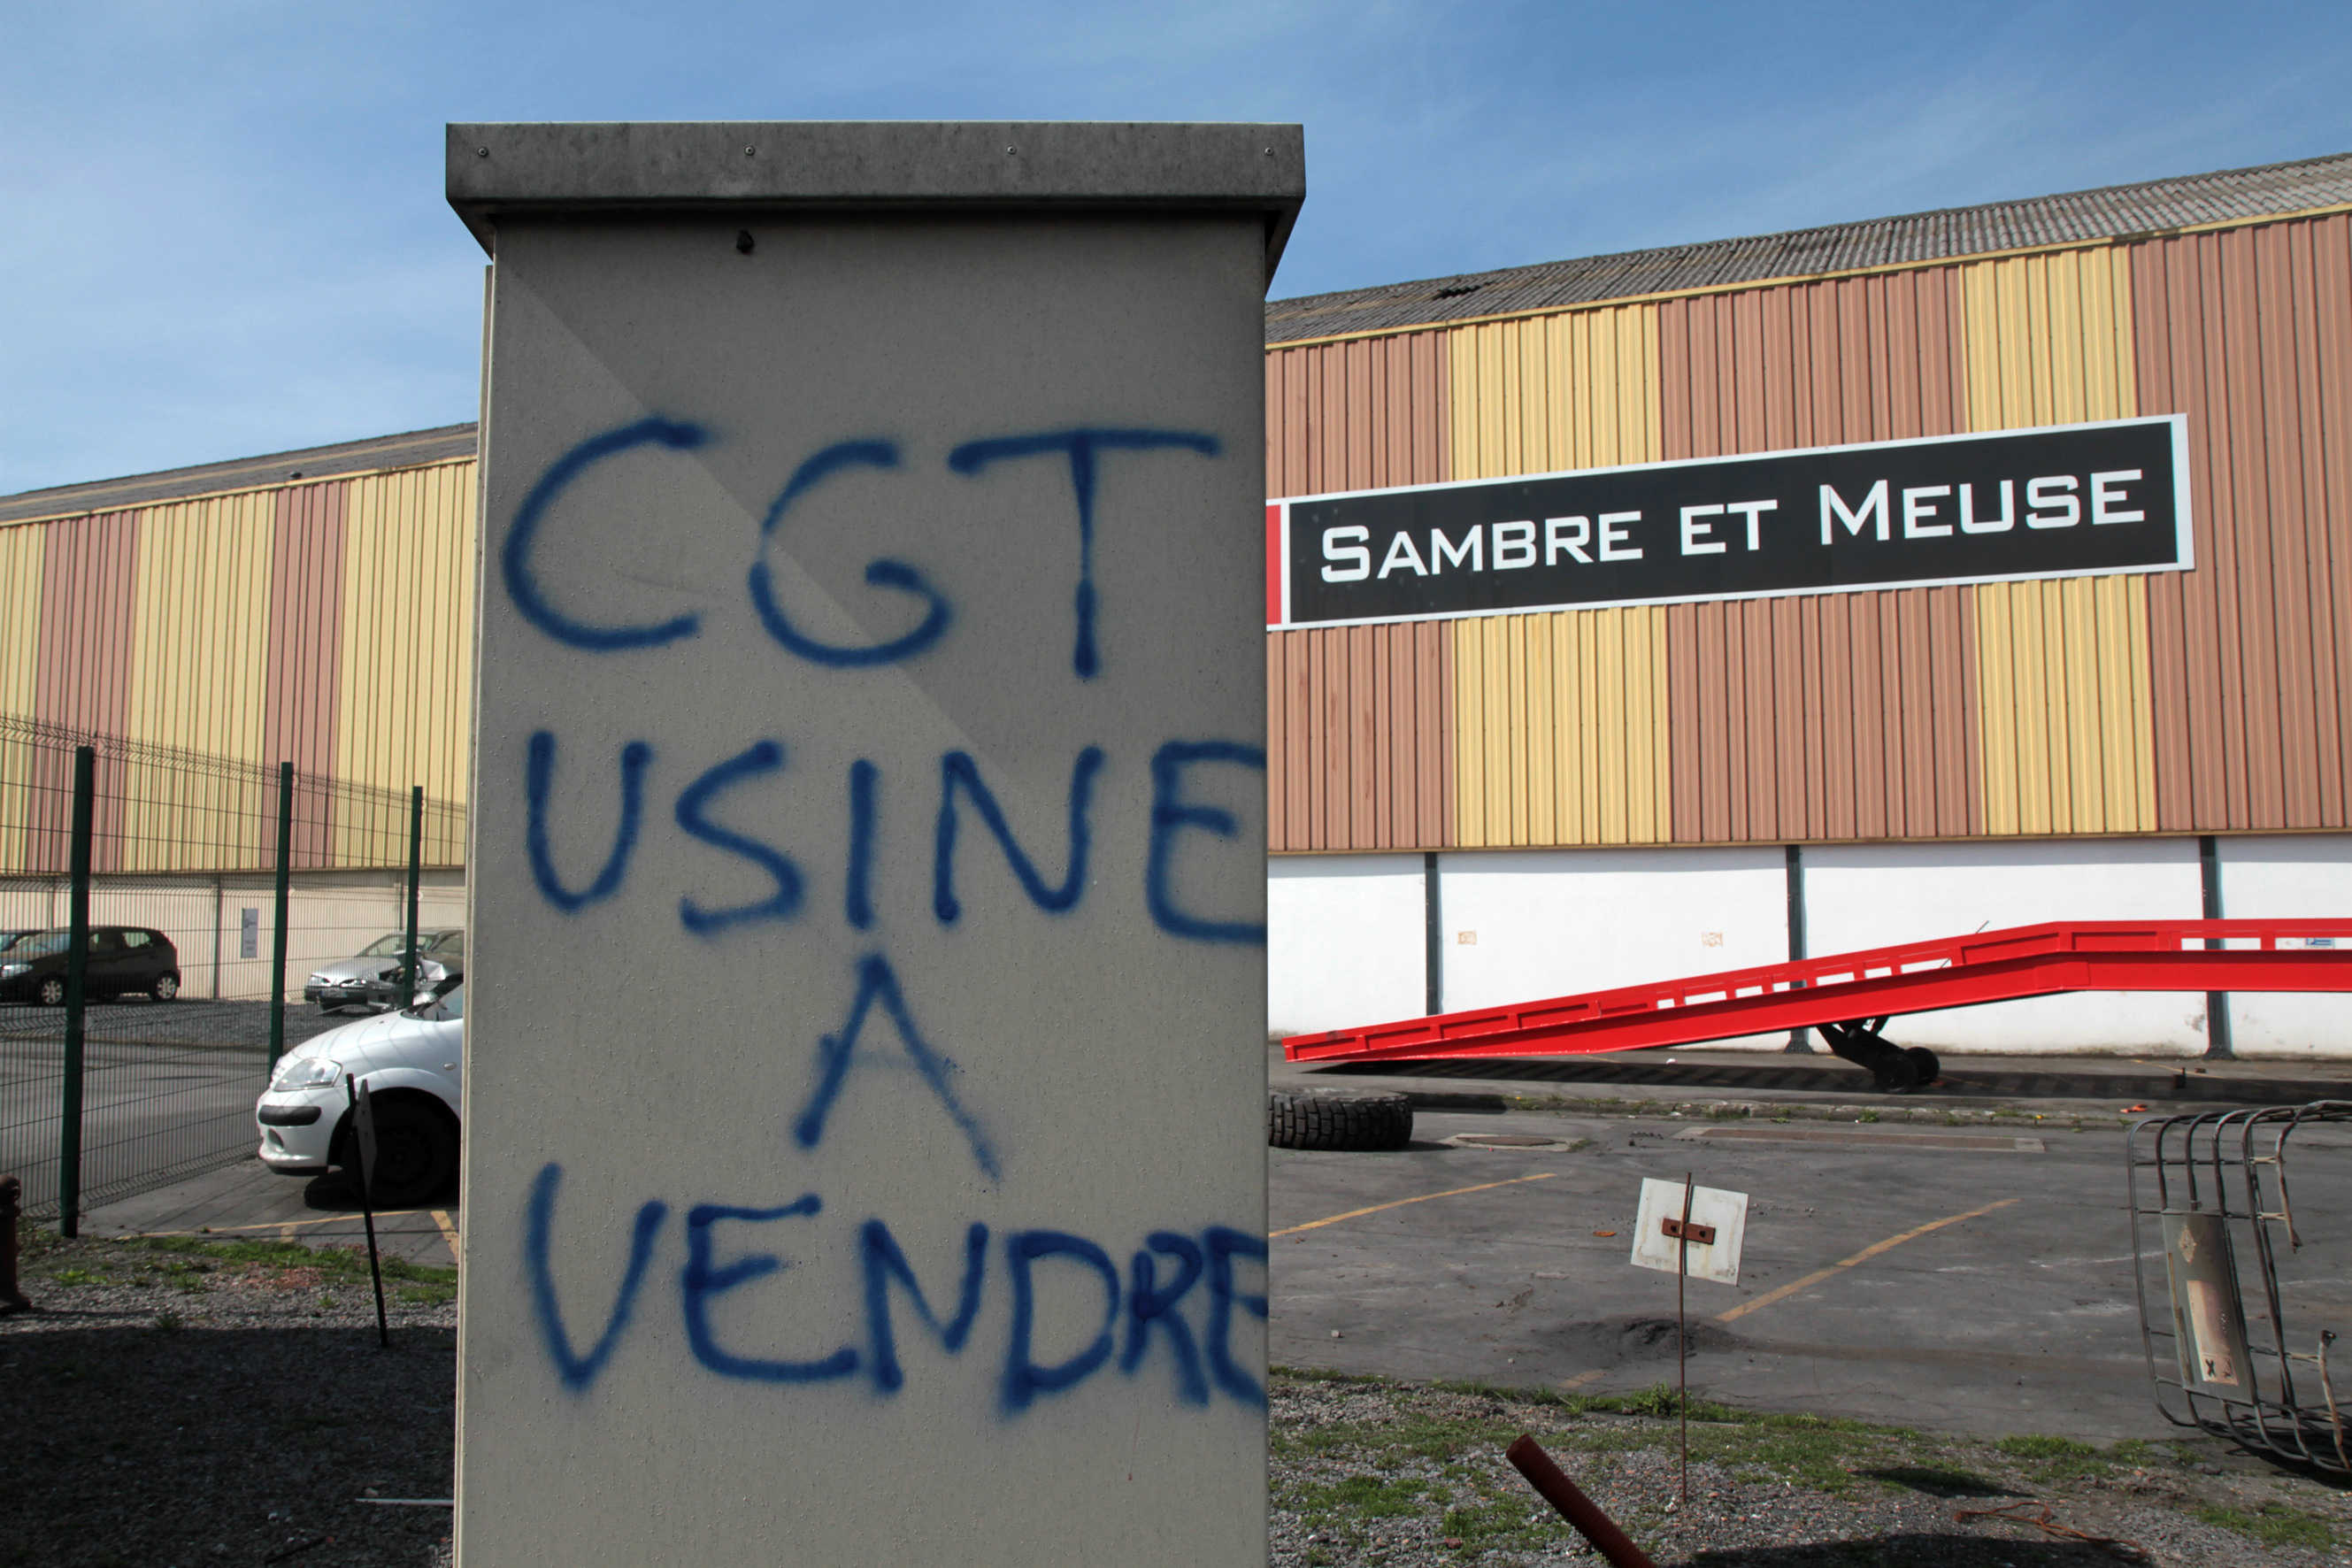 CGT
USINE
A
VENDRE
SAMBRE ET MEUSE